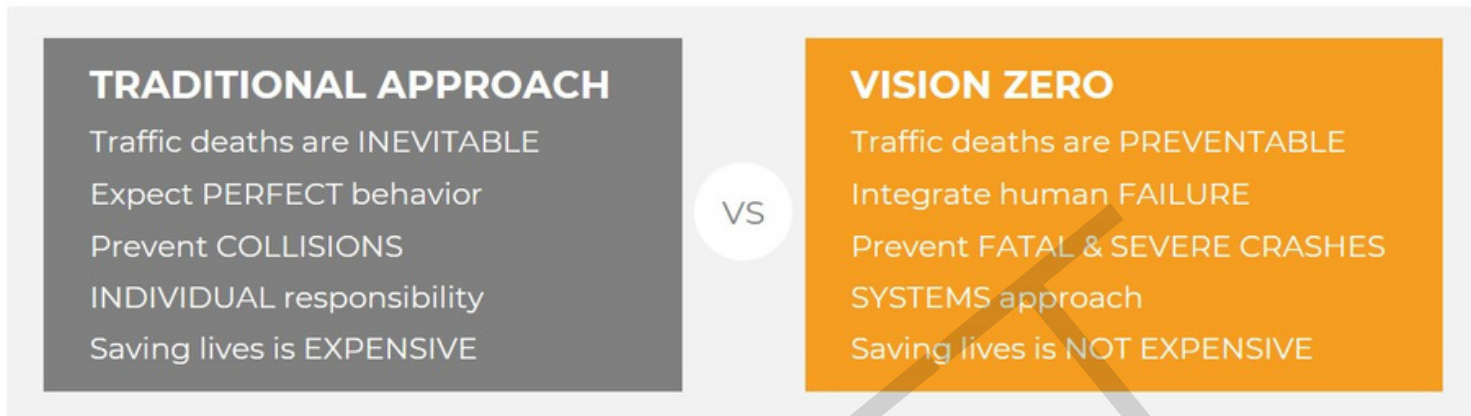 TRADITIONAL APPROACH
Traffic deaths are INEVITABLE
Expect PERFECT behavior
Prevent COLLISIONS
INDIVIDUAL responsibility
Saving lives is EXPENSIVE
VS
VISION ZERO
Traffic deaths are PREVENTABLE
Integrate human FAILURE
Prevent FATAL & SEVERE CRASHES
SYSTEMS approach
Saving lives is NOT EXPENSIVE